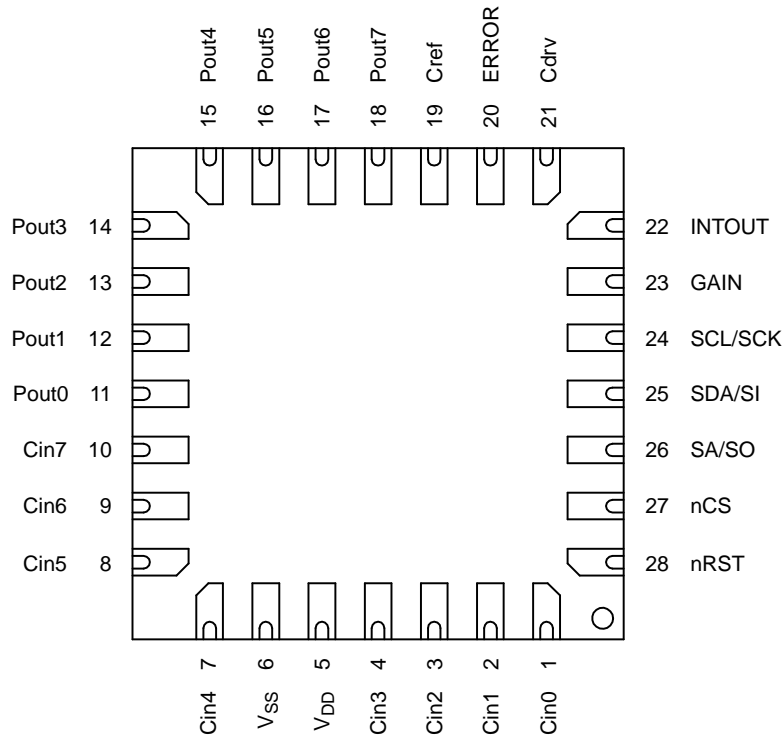 Pout4 Pout5 Pout6 Pout7 Cref ERROR Cdrv
15 16 17 18 19 20 21
Pout3 14
Pout2 13
Pout1 12
Pout0 11
Cin7 10
Cin6 9
Cin5 8
22 INTOUT
23 GAIN
24 SCL/SCK
25 SDA/SI
26 SA/SO
27 nCS
28 nRST
7 6 5 4 3 2 1
Cin4 VSS VDD Cin3 Cin2 Cin1 Cin0